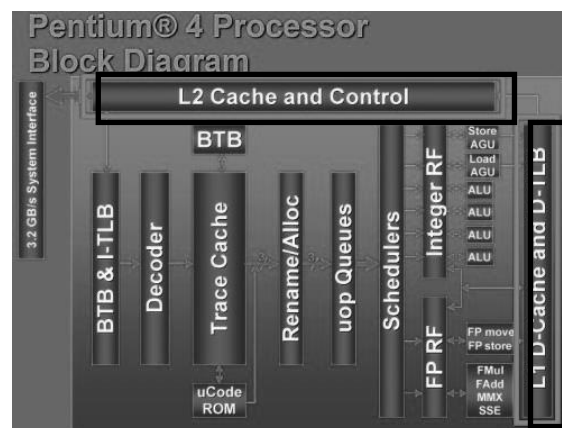 Pentium® 4 Processor
Block Diagram
L2 Cache and Control
3.2 GB/s System Interface
BTB & I-TLB
Decoder
BTB
Trace Cache
uCode
ROM
Rename/Alloc
3
3
uop Queues
Schedulers
Integer RF
FP RF
Store
AGU
Load
AGU
ALU
ALU
ALU
ALU
FP move
FP store
FMul
FAdd
MMX
SSE
L1 D-Cache and D-TLB